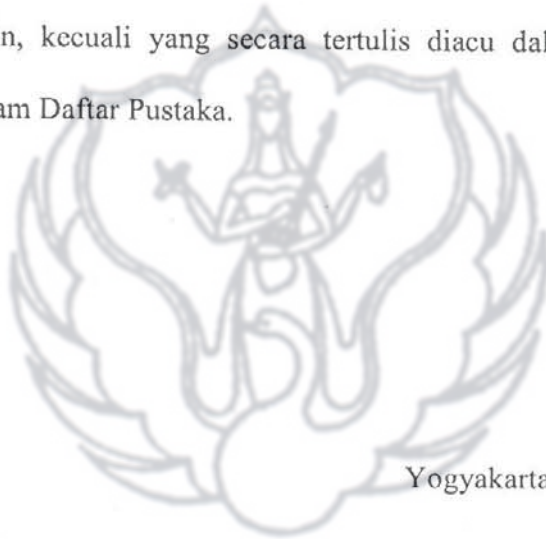 n, kecuali yang secara tertulis diacu dal
am Daftar Pustaka.
Yogyakarta